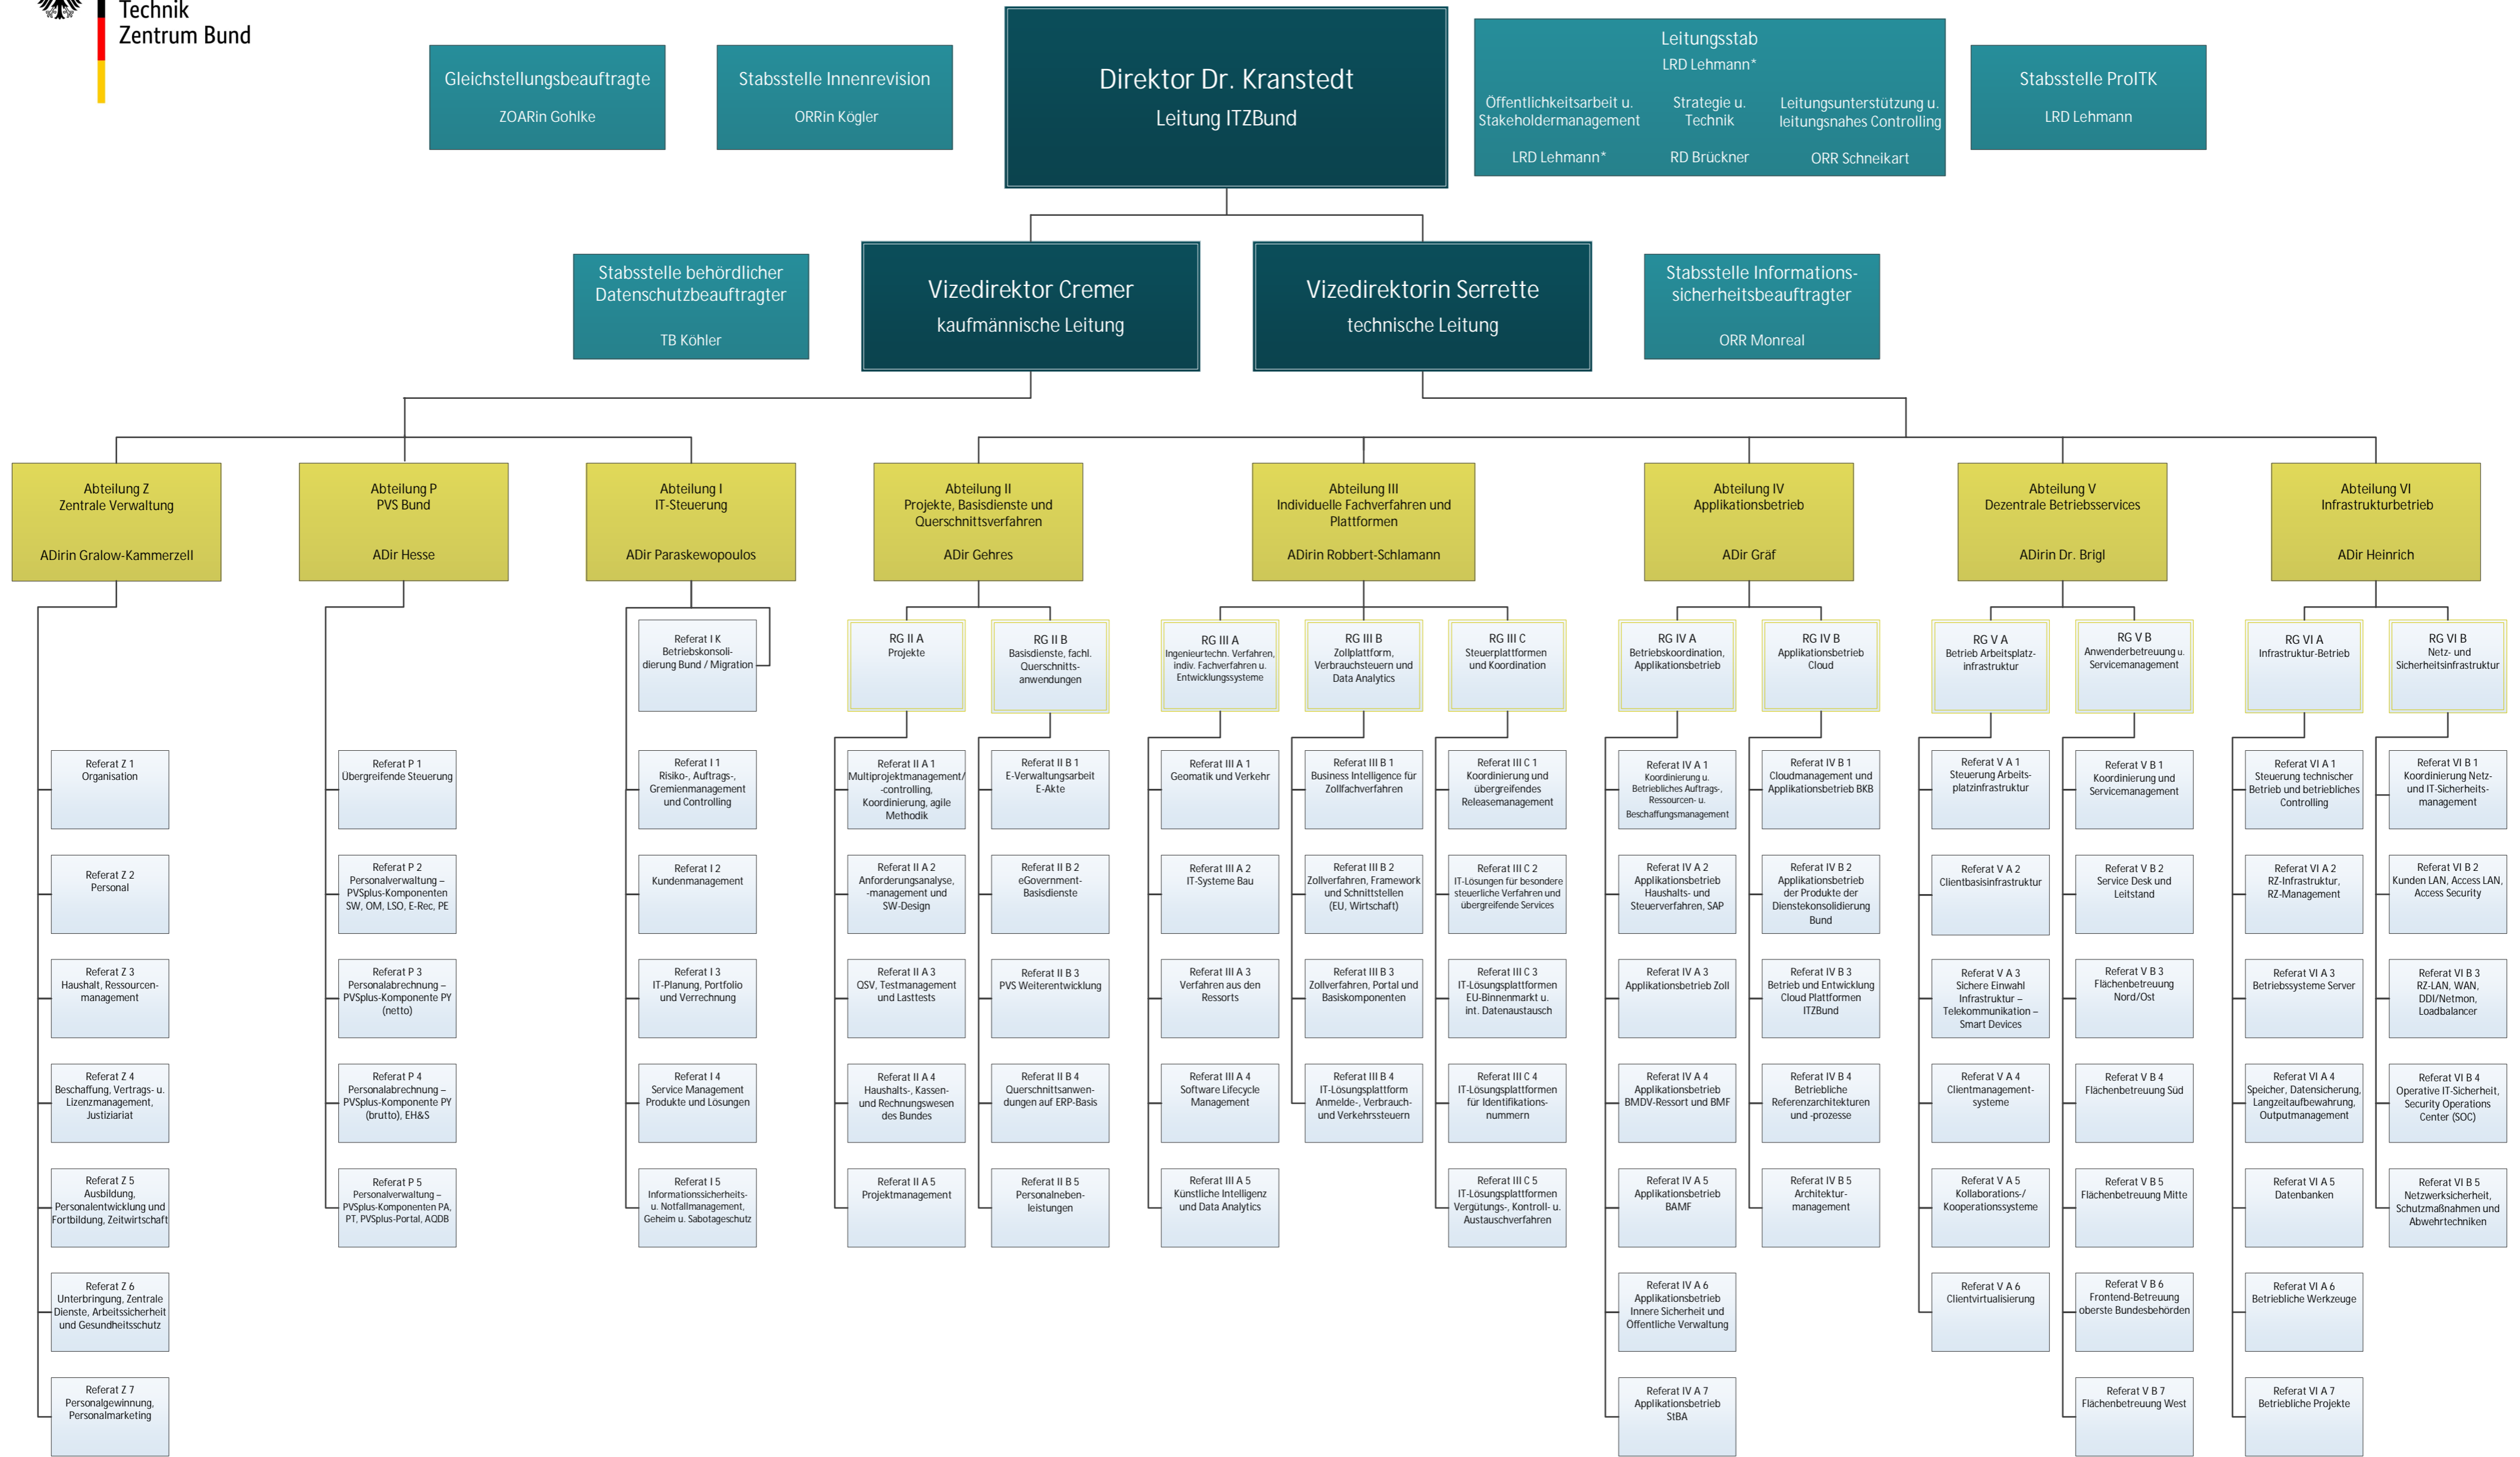 Technik
Zentrum Bund
Gleichstellungsbeauftragte
ZOARin Gohlke
Stabsstelle Innenrevision
ORRin Kögler
Direktor Dr. Kranstedt
Leitung ITZBund
Leitungsstab
LRD Lehmann*
Öffentlichkeitsarbeit u.
Stakeholdermanagement
LRD Lehmann*
Strategie u.
Technik
RD Brückner
Leitungsunterstützung u.
leitungsnahes Controlling
ORR Schneikart
Stabsstelle ProITK
LRD Lehmann
Stabsstelle behördlicher
Datenschutzbeauftragter
TB Köhler
Vizedirektor Cremer
kaufmännische Leitung
Vizedirektorin Serrette
technische Leitung
Stabsstelle Informations-
sicherheitsbeauftragter
ORR Monreal
Abteilung Z
Zentrale Verwaltung
ADirin Gralow-Kammerzell
Abteilung P
PVS Bund
ADir Hesse
Abteilung I
IT-Steuerung
ADir Paraskewopoulos
Abteilung II
Projekte, Basisdienste und
Querschnittsverfahren
ADir Gehres
Abteilung III
Individuelle Fachverfahren und
Plattformen
ADirin Robbert-Schlamann
Abteilung IV
Applikationsbetrieb
ADir Gräf
Abteilung V
Dezentrale Betriebsservices
ADirin Dr. Brigl
Abteilung VI
Infrastrukturbetrieb
ADir Heinrich
Referat I K
Betriebskonsoli-
dierung Bund / Migration
RG II A
Projekte
RG II B
Basisdienste, fachl.
Querschnitts-
anwendungen
RG III A
Ingenieurtechn. Verfahren,
indiv. Fachverfahren u.
Entwicklungssysteme
RG III B
Zollplattform,
Verbrauchsteuern und
Data Analytics
RG III C
Steuerplattformen
und Koordination
RG IV A
Betriebskoordination,
Applikationsbetrieb
RG IV B
Applikationsbetrieb
Cloud
RG V A
Betrieb Arbeitsplatz-
infrastruktur
RG V B
Anwenderbetreuung u.
Servicemanagement
RG VI A
Infrastruktur-Betrieb
RG VI B
Netz- und
Sicherheitsinfrastruktur
Referat Z 1
Organisation
Referat P 1
Übergreifende Steuerung
Referat I 1
Risiko-, Auftrags-,
Gremienmanagement
und Controlling
Referat II A 1
Multiprojektmanagement/
-controlling,
Koordinierung, agile
Methodik
Referat II B 1
E-Verwaltungsarbeit
E-Akte
Referat III A 1
Geomatik und Verkehr
Referat III B 1
Business Intelligence für
Zollfachverfahren
Referat III C 1
Koordinierung und
übergreifendes
Releasemanagement
Referat IV A 1
Koordinierung u.
Betriebliches Auftrags-,
Ressourcen- u.
Beschaffungsmanagement
Referat IV B 1
Cloudmanagement und
Applikationsbetrieb BKB
Referat V A 1
Steuerung Arbeits-
platzinfrastruktur
Referat V B 1
Koordinierung und
Servicemanagement
Referat VI A 1
Steuerung technischer
Betrieb und betriebliches
Controlling
Referat VI B 1
Koordinierung Netz-
und IT-Sicherheits-
management
Referat Z 2
Personal
Referat P 2
Personalverwaltung –
PVSplus-Komponenten
SW, OM, LSO, E-Rec, PE
Referat I 2
Kundenmanagement
Referat II A 2
Anforderungsanalyse,
-management und
SW-Design
Referat II B 2
eGovernment-
Basisdienste
Referat III A 2
IT-Systeme Bau
Referat III B 2
Zollverfahren, Framework
und Schnittstellen
(EU, Wirtschaft)
Referat III C 2
IT-Lösungen für besondere
steuerliche Verfahren und
übergreifende Services
Referat IV A 2
Applikationsbetrieb
Haushalts- und
Steuerverfahren, SAP
Referat IV B 2
Applikationsbetrieb
der Produkte der
Dienstekonsolidierung
Bund
Referat V A 2
Clientbasisinfrastruktur
Referat V B 2
Service Desk und
Leitstand
Referat VI A 2
RZ-Infrastruktur,
RZ-Management
Referat VI B 2
Kunden LAN, Access LAN,
Access Security
Referat Z 3
Haushalt, Ressourcen-
management
Referat P 3
Personalabrechnung –
PVSplus-Komponente PY
(netto)
Referat I 3
IT-Planung, Portfolio
und Verrechnung
Referat II A 3
QSV, Testmanagement
und Lasttests
Referat II B 3
PVS Weiterentwicklung
Referat III A 3
Verfahren aus den
Ressorts
Referat III B 3
Zollverfahren, Portal und
Basiskomponenten
Referat III C 3
IT-Lösungsplattformen
EU-Binnenmarkt u.
int. Datenaustausch
Referat IV A 3
Applikationsbetrieb Zoll
Referat IV B 3
Betrieb und Entwicklung
Cloud Plattformen
ITZBund
Referat V A 3
Sichere Einwahl
Infrastruktur –
Telekommunikation –
Smart Devices
Referat V B 3
Flächenbetreuung
Nord/Ost
Referat VI A 3
Betriebssysteme Server
Referat VI B 3
RZ-LAN, WAN,
DDI/Netmon,
Loadbalancer
Referat Z 4
Beschaffung, Vertrags- u.
Lizenzmanagement,
Justiziariat
Referat P 4
Personalabrechnung –
PVSplus-Komponente PY
(brutto), EH&S
Referat I 4
Service Management
Produkte und Lösungen
Referat II A 4
Haushalts-, Kassen-
und Rechnungswesen
des Bundes
Referat II B 4
Querschnittsanwen-
dungen auf ERP-Basis
Referat III A 4
Software Lifecycle
Management
Referat III B 4
IT-Lösungsplattform
Anmelde-, Verbrauch-
und Verkehrssteuern
Referat III C 4
IT-Lösungsplattformen
für Identifikations-
nummern
Referat IV A 4
Applikationsbetrieb
BMDV-Ressort und BMF
Referat IV B 4
Betriebliche
Referenzarchitekturen
und -prozesse
Referat V A 4
Clientmanagement-
systeme
Referat V B 4
Flächenbetreuung Süd
Referat VI A 4
Speicher, Datensicherung,
Langzeitaufbewahrung,
Outputmanagement
Referat VI B 4
Operative IT-Sicherheit,
Security Operations
Center (SOC)
Referat Z 5
Ausbildung,
Personalentwicklung und
Fortbildung, Zeitwirtschaft
Referat P 5
Personalverwaltung –
PVSplus-Komponenten PA,
PT, PVSplus-Portal, AQDB
Referat I 5
Informationssicherheits-
u. Notfallmanagement,
Geheim u. Sabotageschutz
Referat II A 5
Projektmanagement
Referat II B 5
Personalneben-
leistungen
Referat III A 5
Künstliche Intelligenz
und Data Analytics
Referat III C 5
IT-Lösungsplattformen
Vergütungs-, Kontroll- u.
Austauschverfahren
Referat IV A 5
Applikationsbetrieb
BAMF
Referat IV B 5
Architektur-
management
Referat V A 5
Kollaborations-/
Kooperationssysteme
Referat V B 5
Flächenbetreuung Mitte
Referat VI A 5
Datenbanken
Referat VI B 5
Netzwerksicherheit,
Schutzmaßnahmen und
Abwehrtechniken
Referat Z 6
Unterbringung, Zentrale
Dienste, Arbeitssicherheit
und Gesundheitsschutz
Referat IV A 6
Applikationsbetrieb
Innere Sicherheit und
Öffentliche Verwaltung
Referat V A 6
Clientvirtualisierung
Referat V B 6
Frontend-Betreuung
oberste Bundesbehörden
Referat VI A 6
Betriebliche Werkzeuge
Referat Z 7
Personalgewinnung,
Personalmarketing
Referat IV A 7
Applikationsbetrieb
StBA
Referat V B 7
Flächenbetreuung West
Referat VI A 7
Betriebliche Projekte